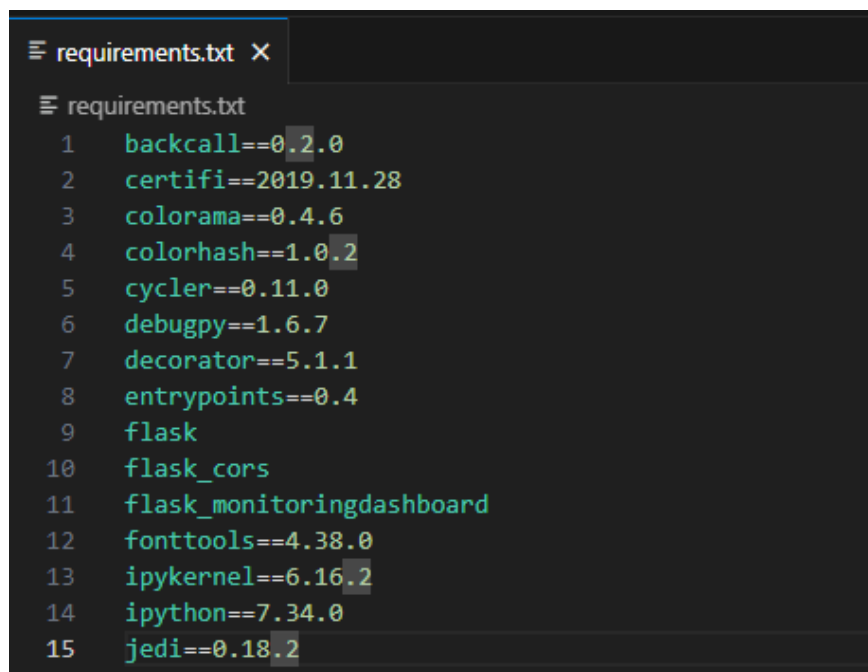 requirements.txt ×
requirements.txt
1 backcall==0.2.0
2 certifi==2019.11.28
3 colorama==0.4.6
4 colorhash==1.0.2
5 cycler==0.11.0
6 debugpy==1.6.7
7 decorator==5.1.1
8 entrypoints==0.4
9 flask
10 flask_cors
11 flask_monitoringdashboard
12 fonttools==4.38.0
13 ipykernel==6.16.2
14 ipython==7.34.0
15 jedi==0.18.2